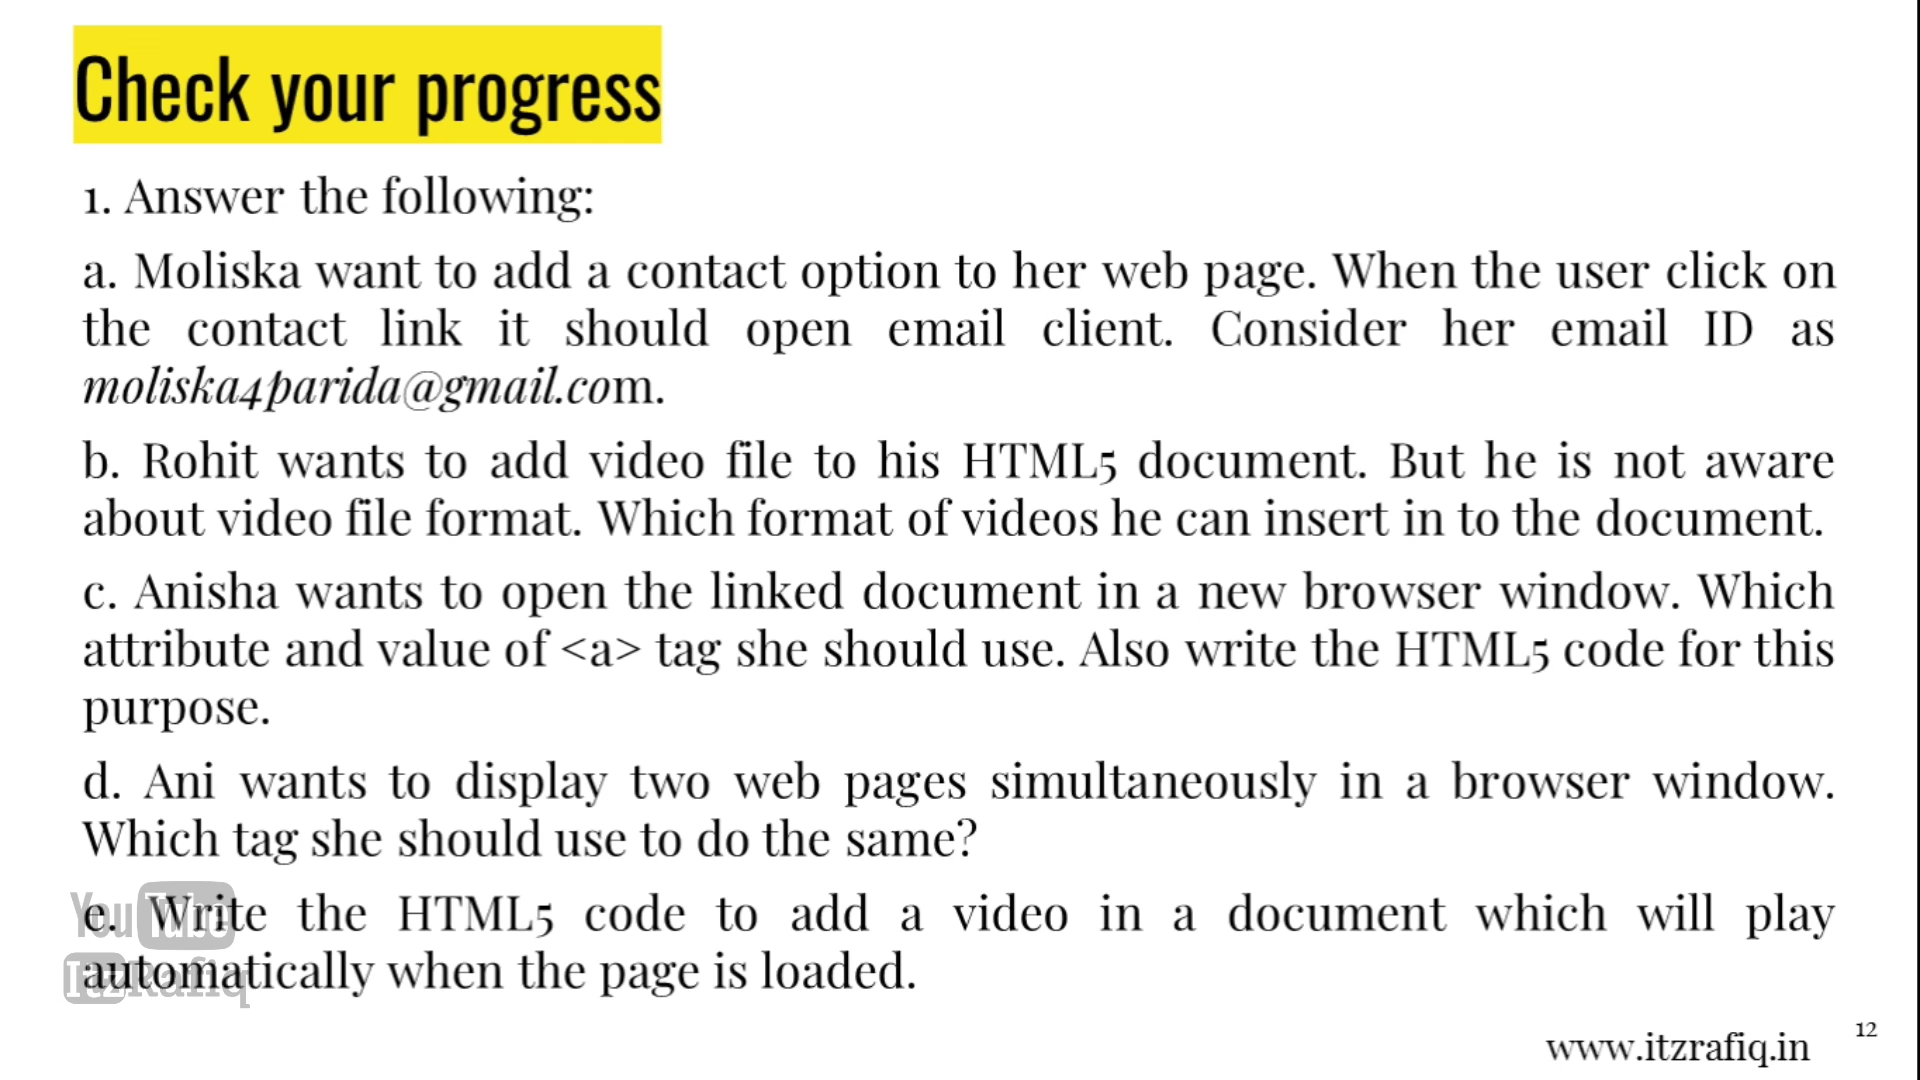 Check your progress
1. Answer the following:
a. Moliska want to add a contact option to her web page. When the user click on
the contact link it should open email client. Consider her email ID as
moliska4parida@gmail.com.
b. Rohit wants to add video file to his HTML5 document. But he is not aware
about video file format. Which format of videos he can insert in to the document.
c. Anisha wants to open the linked document in a new browser window. Which
attribute and value of <a> tag she should use. Also write the HTML5 code for this
purpose.
d. Ani wants to display two web pages simultaneously in a browser window.
Which tag she should use to do the same?
e. Write the HTML5 code to add a video in a document which will play
automatically when the page is loaded.
YouTube
ItzRafiq
www.itzrafiq.in
12